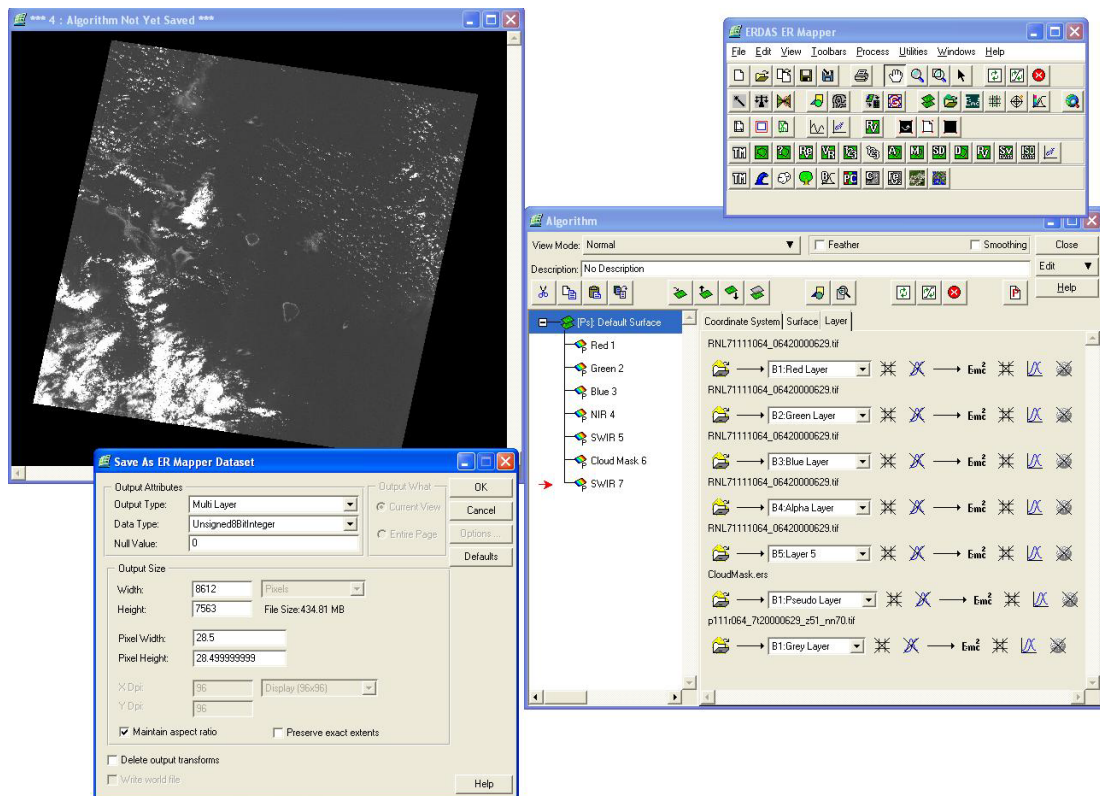 *** 4 : Algorithm Not Yet Saved ***
ERDAS ER Mapper
File Edit View Toolbars Process Utilities Windows Help
Algorithm
View Mode: Normal
Feather
Smoothing
Close
Description: No Description
Edit
Help
[Ps]: Default Surface
Red 1
Green 2
Blue 3
NIR 4
SWIR 5
Cloud Mask 6
SWIR 7
Coordinate System Surface Layer
RNL71111064_06420000629.tif
B1:Red Layer
Emc2
RNL71111064_06420000629.tif
B2:Green Layer
Emc2
RNL71111064_06420000629.tif
B3:Blue Layer
Emc2
RNL71111064_06420000629.tif
B4:Alpha Layer
Emc2
RNL71111064_06420000629.tif
B5:Layer 5
Emc2
CloudMask.ers
B1:Pseudo Layer
Emc2
p111r064_7t20000629_z51_nn70.tif
B1:Grey Layer
Emc2
Save As ER Mapper Dataset
Output Attributes
Output Type: Multi Layer
Data Type: Unsigned8BitInteger
Null Value: 0
Output What
Current View
Entire Page
OK
Cancel
Options ...
Defaults
Output Size
Width: 8612 Pixels
Height: 7563 File Size:434.81 MB
Pixel Width: 28.5
Pixel Height: 28.499999999
X Dpi: 96 Display (96x96)
Y Dpi: 96
Maintain aspect ratio
Preserve exact extents
Delete output transforms
Write world file
Help